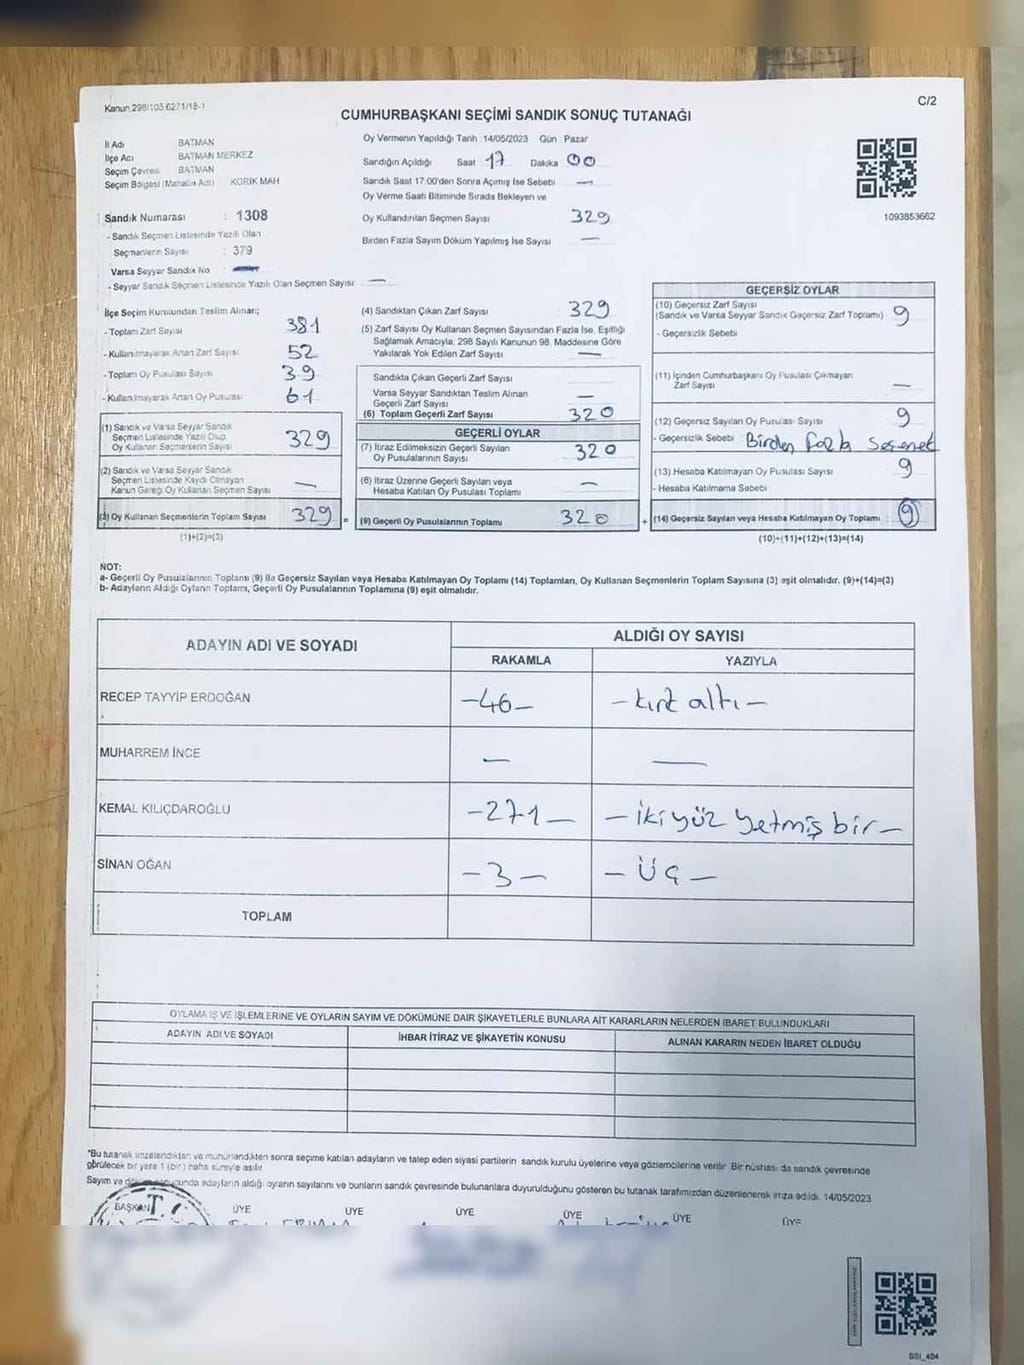 Kanun 298/105.6271/18-1
C/2
CUMHURBAŞKANI SEÇİMİ SANDIK SONUÇ TUTANAĞI
İl Adı BATMAN
İlçe Adı BATMAN MERKEZ
Seçim Çevresi BATMAN
Seçim Bölgesi (Mahalle Adı) KORİK MAH
Sandık Numarası : 1308
- Sandık Seçmen Listesinde Yazılı Olan
Seçmenlerin Sayısı : 379
Varsa Seyyar Sandık No :
- Seyyar Sandık Seçmen Listesinde Yazılı Olan Seçmen Sayısı: —
Oy Vermenin Yapıldığı Tarih 14/05/2023 Gün Pazar
Sandığın Açıldığı Saat 17 Dakika 00
Sandık Saat 17.00'den Sonra Açılmış İse Sebebi —
Oy Verme Saati Bitiminde Sırada Bekleyen ve
Oy Kullandırılan Seçmen Sayısı 329
Birden Fazla Sayım Döküm Yapılmış İse Sayısı —
1093853662
İlçe Seçim Kurulundan Teslim Alınan;
- Toplam Zarf Sayısı 381
- Kullanılmayarak Artan Zarf Sayısı 52
- Toplam Oy Pusulası Sayısı 39
- Kullanılmayarak Artan Oy Pusulası 61
(1) Sandık ve Varsa Seyyar Sandık
Seçmen Listesinde Yazılı Olup
Oy Kullanan Seçmenlerin Sayısı 329
(2) Sandık ve Varsa Seyyar Sandık
Seçmen Listesinde Kaydı Olmayan
Kanun Gereği Oy Kullanan Seçmen Sayısı —
(3) Oy Kullanan Seçmenlerin Toplam Sayısı 329 =
(1)+(2)=(3)
(4) Sandıktan Çıkan Zarf Sayısı 329
(5) Zarf Sayısı Oy Kullanan Seçmen Sayısından Fazla İse, Eşitliği
Sağlamak Amacıyla, 298 Sayılı Kanunun 98. Maddesine Göre
Yakılarak Yok Edilen Zarf Sayısı —
Sandıkta Çıkan Geçerli Zarf Sayısı
Varsa Seyyar Sandıktan Teslim Alınan
Geçerli Zarf Sayısı —
(6) Toplam Geçerli Zarf Sayısı 320
GEÇERLİ OYLAR
(7) İtiraz Edilmeksizin Geçerli Sayılan
Oy Pusulalarının Sayısı 320
(8) İtiraz Üzerine Geçerli Sayılan veya
Hesaba Katılan Oy Pusulası Toplamı —
(9) Geçerli Oy Pusulalarının Toplamı 320 +
GEÇERSİZ OYLAR
(10) Geçersiz Zarf Sayısı
(Sandık ve Varsa Seyyar Sandık Geçersiz Zarf Toplamı) 9
- Geçersizlik Sebebi
(11) İçinden Cumhurbaşkanı Oy Pusulası Çıkmayan
Zarf Sayısı —
(12) Geçersiz Sayılan Oy Pusulası Sayısı 9
- Geçersizlik Sebebi Birden fazla
(13) Hesaba Katılmayan Oy Pusulası Sayısı 9
- Hesaba Katılmama Sebebi
(14) Geçersiz Sayılan veya Hesaba Katılmayan Oy Toplamı 9
(10)+(11)+(12)+(13)=(14)
NOT:
a- Geçerli Oy Pusulalarının Toplamı (9) ile Geçersiz Sayılan veya Hesaba Katılmayan Oy Toplamı (14) Toplamları, Oy Kullanan Seçmenlerin Toplam Sayısına (3) eşit olmalıdır. (9)+(14)=(3)
b- Adayların Aldığı Oyların Toplamı, Geçerli Oy Pusulalarının Toplamına (9) eşit olmalıdır.
ADAYIN ADI VE SOYADI
ALDIĞI OY SAYISI
RAKAMLA YAZIYLA
RECEP TAYYİP ERDOĞAN -46- -kırk altı-
MUHARREM İNCE — —
KEMAL KILIÇDAROĞLU -271- -iki yüz yetmiş bir-
SİNAN OĞAN -3- -üç-
TOPLAM
OYLAMA İŞ VE İŞLEMLERİNE VE OYLARIN SAYIM VE DÖKÜMÜNE DAİR ŞİKAYETLERLE BUNLARA AİT KARARLARIN NELERDEN İBARET BULUNDUKLARI
ADAYIN ADI VE SOYADI İHBAR İTİRAZ VE ŞİKAYETİN KONUSU ALINAN KARARIN NEDEN İBARET OLDUĞU
*Bu tutanak imzalandıktan ve mühürlendikten sonra seçime katılan adayların ve talep eden siyasi partilerin sandık kurulu üyelerine veya gözlemcilerine verilir. Bir nüshası da sandık çevresinde
görülecek bir yere 1 (bir) hafta süreyle asılır.
Sayım ve döküm sonucunda adayların aldığı oyların sayılarını ve bunların sandık çevresinde bulunanlara duyurulduğunu gösteren bu tutanak tarafımızdan düzenlenerek imza edildi. 14/05/2023
BAŞKAN ÜYE ÜYE ÜYE ÜYE ÜYE
SSI_404